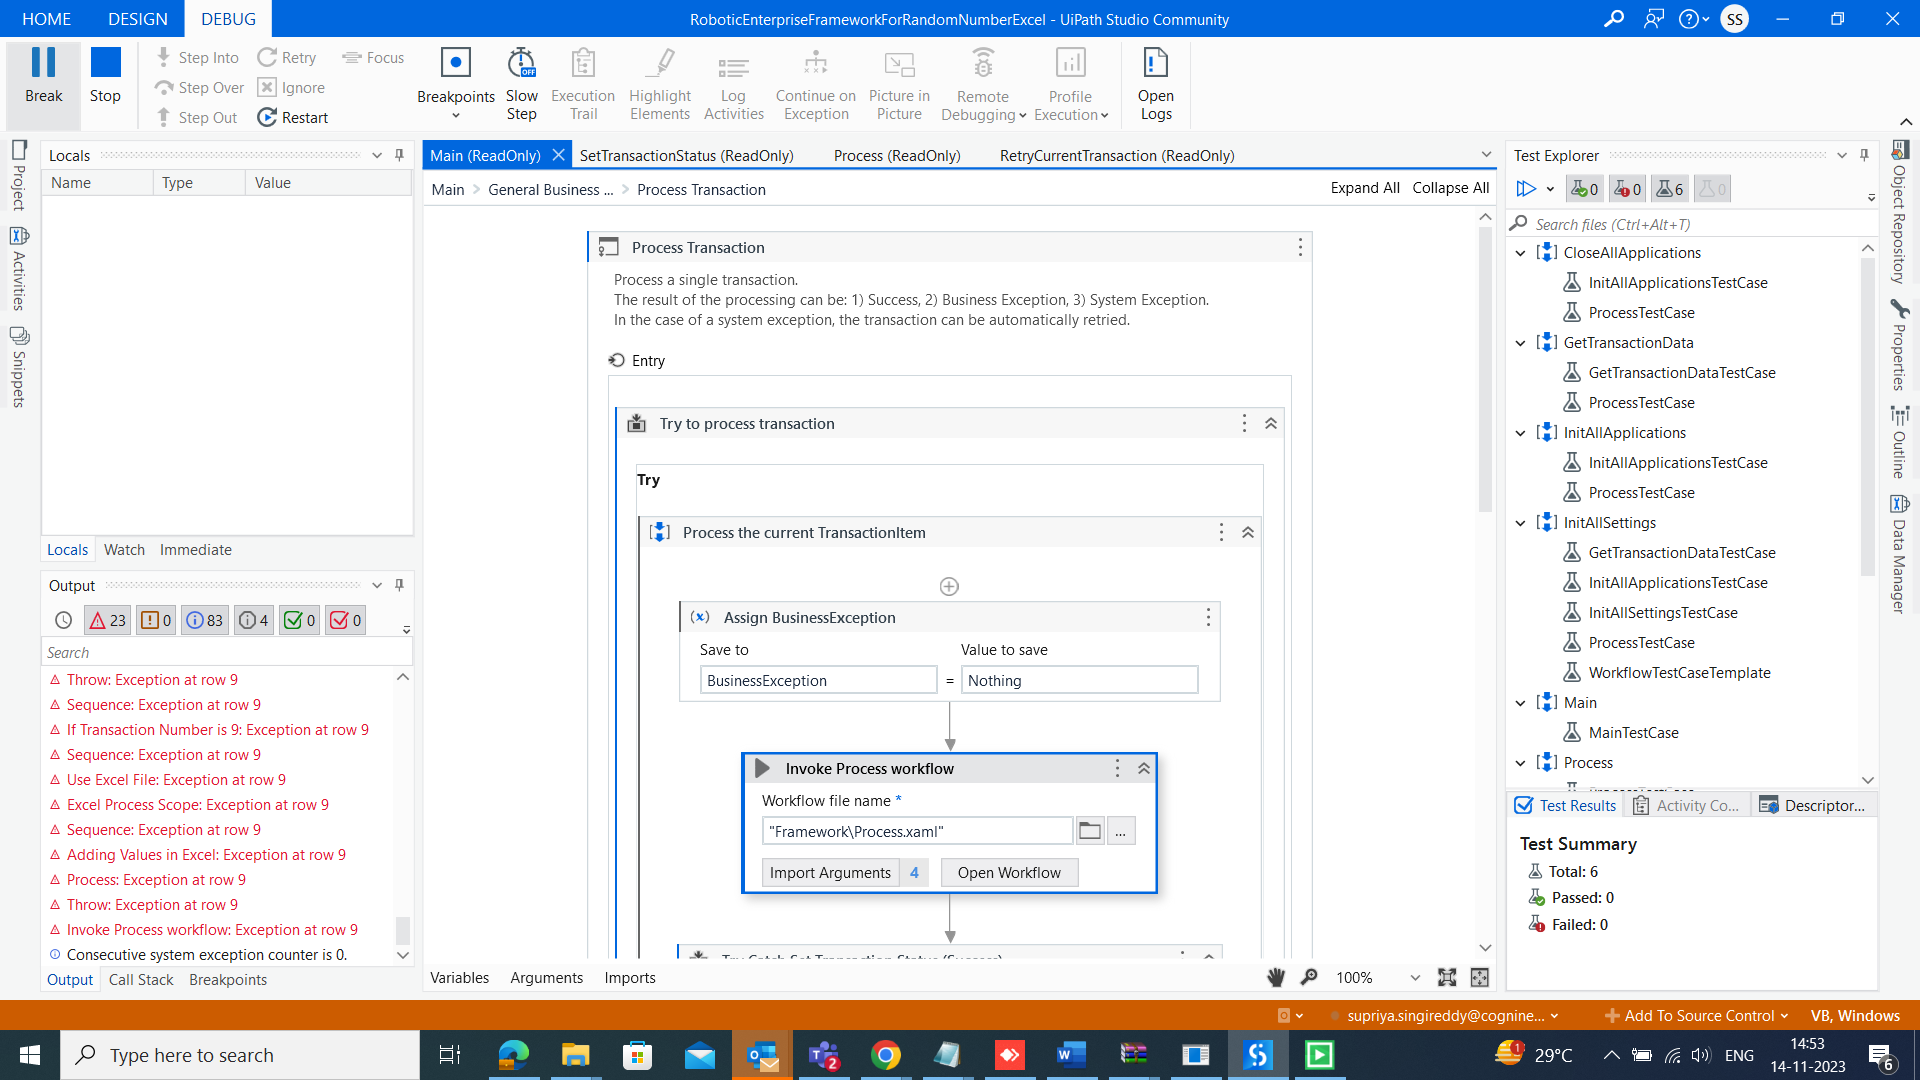 HOME DESIGN DEBUG
RoboticEnterpriseFrameworkForRandomNumberExcel - UiPath Studio Community
SS
Break
Stop
Step Into
Step Over
Step Out
Retry
Ignore
Restart
Focus
Breakpoints
Slow Step
OFF
Execution Trail
Highlight Elements
Log Activities
Continue on Exception
Picture in Picture
Remote Debugging
Profile Execution
Open Logs
Project
Activities
Snippets
Locals
Name Type Value
Locals Watch Immediate
Output
23 0 83 4 0 0
Search
Throw: Exception at row 9
Sequence: Exception at row 9
If Transaction Number is 9: Exception at row 9
Sequence: Exception at row 9
Use Excel File: Exception at row 9
Excel Process Scope: Exception at row 9
Sequence: Exception at row 9
Adding Values in Excel: Exception at row 9
Process: Exception at row 9
Throw: Exception at row 9
Invoke Process workflow: Exception at row 9
Consecutive system exception counter is 0.
Output Call Stack Breakpoints
Main (ReadOnly) SetTransactionStatus (ReadOnly) Process (ReadOnly) RetryCurrentTransaction (ReadOnly)
Main > General Business ... > Process Transaction
Expand All Collapse All
Process Transaction
Process a single transaction.
The result of the processing can be: 1) Success, 2) Business Exception, 3) System Exception.
In the case of a system exception, the transaction can be automatically retried.
Entry
Try to process transaction
Try
Process the current TransactionItem
Assign BusinessException
Save to Value to save
BusinessException = Nothing
Invoke Process workflow
Workflow file name *
"Framework\Process.xaml"
...
Import Arguments 4 Open Workflow
Try Catch Set Transaction Status (Success)
Variables Arguments Imports
100%
Test Explorer
0 0 6 0
Search files (Ctrl+Alt+T)
CloseAllApplications
InitAllApplicationsTestCase
ProcessTestCase
GetTransactionData
GetTransactionDataTestCase
ProcessTestCase
InitAllApplications
InitAllApplicationsTestCase
ProcessTestCase
InitAllSettings
GetTransactionDataTestCase
InitAllApplicationsTestCase
InitAllSettingsTestCase
ProcessTestCase
WorkflowTestCaseTemplate
Main
MainTestCase
Process
ProcessTestCase
Test Results Activity Co... Descriptor...
Test Summary
Total: 6
Passed: 0
Failed: 0
Object Repository
Properties
Outline
Data Manager
supriya.singireddy@cognine... Add To Source Control VB, Windows
Type here to search
2
1
29°C
ENG
14:53
14-11-2023
6